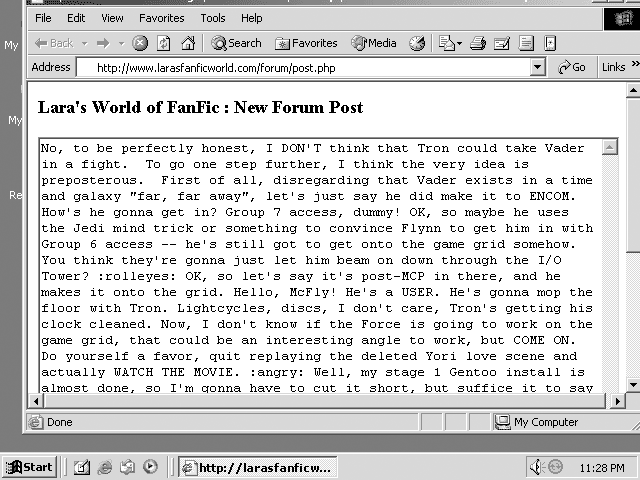 File Edit View Favorites Tools Help
Back Search Favorites Media
Address http://www.larasfanficworld.com/forum/post.php Go Links »
My
Lara's World of FanFic : New Forum Post
My
Re
No, to be perfectly honest, I DON'T think that Tron could take Vader
in a fight. To go one step further, I think the very idea is
preposterous. First of all, disregarding that Vader exists in a time
and galaxy "far, far away", let's just say he did make it to ENCOM.
How's he gonna get in? Group 7 access, dummy! OK, so maybe he uses
the Jedi mind trick or something to convince Flynn to get him in with
Group 6 access -- he's still got to get onto the game grid somehow.
You think they're gonna just let him beam on down through the I/O
Tower? :rolleyes: OK, so let's say it's post-MCP in there, and he
makes it onto the grid. Hello, McFly! He's a USER. He's gonna mop the
floor with Tron. Lightcycles, discs, I don't care, Tron's getting his
clock cleaned. Now, I don't know if the Force is going to work on the
game grid, that could be an interesting angle to work, but COME ON.
Do yourself a favor, quit replaying the deleted Yori love scene and
actually WATCH THE MOVIE. :angry: Well, my stage 1 Gentoo install is
almost done, so I'm gonna have to cut it short, but suffice it to say
Done My Computer
Start http://larasfanficw... 11:28 PM